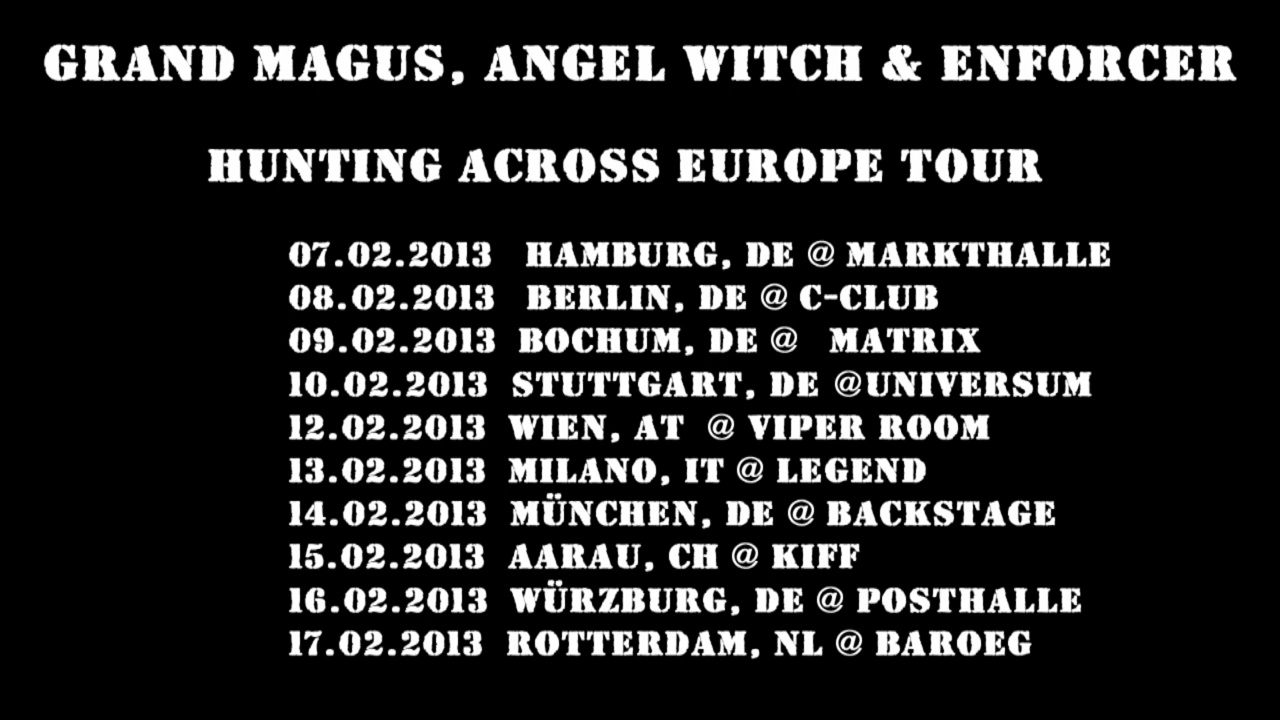 GRAND MAGUS, ANGEL WITCH & ENFORCER
HUNTING ACROSS EUROPE TOUR
07.02.2013 HAMBURG, DE @ MARKTHALLE
08.02.2013 BERLIN, DE @ C-CLUB
09.02.2013 BOCHUM, DE @ MATRIX
10.02.2013 STUTTGART, DE @UNIVERSUM
12.02.2013 WIEN, AT @ VIPER ROOM
13.02.2013 MILANO, IT @ LEGEND
14.02.2013 MÜNCHEN, DE @ BACKSTAGE
15.02.2013 AARAU, CH @ KIFF
16.02.2013 WÜRZBURG, DE @ POSTHALLE
17.02.2013 ROTTERDAM, NL @ BAROEG